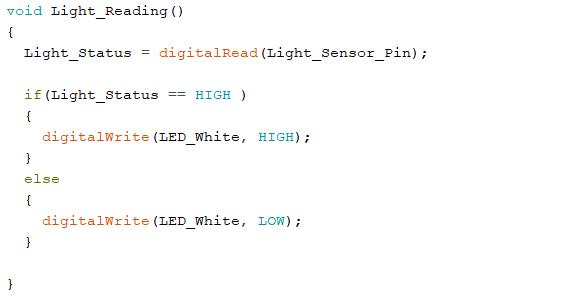 void Light_Reading()
{
  Light_Status = digitalRead(Light_Sensor_Pin);
  if(Light_Status == HIGH )
  {
    digitalWrite(LED_White, HIGH);
  }
  else
  {
    digitalWrite(LED_White, LOW);
  }
}